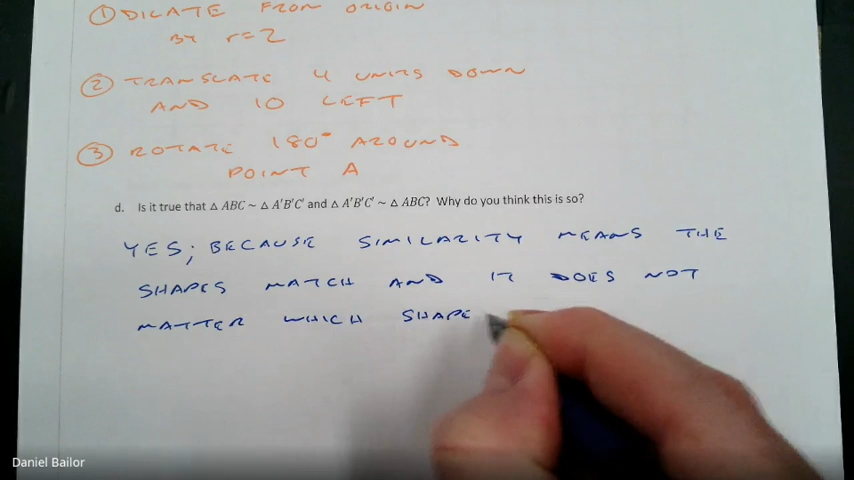 ① DILATE FROM ORIGIN
BY r=2
② TRANSLATE 4 UNITS DOWN
AND 10 LEFT
③ ROTATE 180° AROUND
POINT A
d. Is it true that △ ABC ~ △ A'B'C' and △ A'B'C' ~ △ ABC? Why do you think this is so?
YES; BECAUSE SIMILARITY MEANS THE
SHAPES MATCH AND IT DOES NOT
MATTER WHICH SHAPE
Daniel Bailor